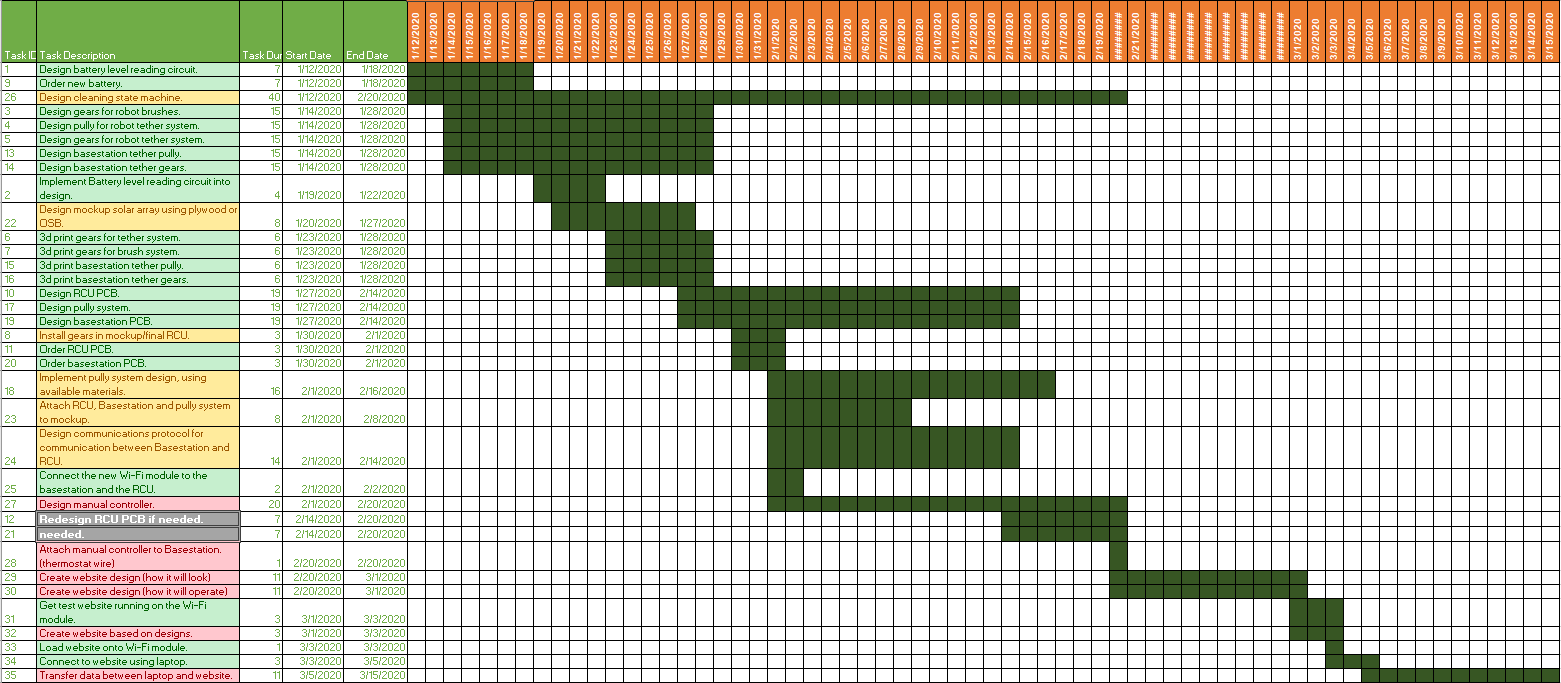 Task ID Task Description Task Dur Start Date End Date 1/12/2020 1/13/2020 1/14/2020 1/15/2020 1/16/2020 1/17/2020 1/18/2020 1/19/2020 1/20/2020 1/21/2020 1/22/2020 1/23/2020 1/24/2020 1/25/2020 1/26/2020 1/27/2020 1/28/2020 1/29/2020 1/30/2020 1/31/2020 2/1/2020 2/2/2020 2/3/2020 2/4/2020 2/5/2020 2/6/2020 2/7/2020 2/8/2020 2/9/2020 2/10/2020 2/11/2020 2/12/2020 2/13/2020 2/14/2020 2/15/2020 2/16/2020 2/17/2020 2/18/2020 2/19/2020 ####### 2/21/2020 ####### ####### ####### ####### ####### ####### ####### ####### 3/1/2020 3/2/2020 3/3/2020 3/4/2020 3/5/2020 3/6/2020 3/7/2020 3/8/2020 3/9/2020 3/10/2020 3/11/2020 3/12/2020 3/13/2020 3/14/2020 3/15/2020
1 Design battery level reading circuit. 7 1/12/2020 1/18/2020
9 Order new battery. 7 1/12/2020 1/18/2020
26 Design cleaning state machine. 40 1/12/2020 2/20/2020
3 Design gears for robot brushes. 15 1/14/2020 1/28/2020
4 Design pully for robot tether system. 15 1/14/2020 1/28/2020
5 Design gears for robot tether system. 15 1/14/2020 1/28/2020
13 Design basestation tether pully. 15 1/14/2020 1/28/2020
14 Design basestation tether gears. 15 1/14/2020 1/28/2020
Implement Battery level reading circuit into
2 design. 4 1/19/2020 1/22/2020
Design mockup solar array using plywood or
22 OSB. 8 1/20/2020 1/27/2020
6 3d print gears for tether system. 6 1/23/2020 1/28/2020
7 3d print gears for brush system. 6 1/23/2020 1/28/2020
15 3d print basestation tether pully. 6 1/23/2020 1/28/2020
16 3d print basestation tether gears. 6 1/23/2020 1/28/2020
10 Design RCU PCB. 19 1/27/2020 2/14/2020
17 Design pully system. 19 1/27/2020 2/14/2020
19 Design basestation PCB. 19 1/27/2020 2/14/2020
8 Install gears in mockup/final RCU. 3 1/30/2020 2/1/2020
11 Order RCU PCB. 3 1/30/2020 2/1/2020
20 Order basestation PCB. 3 1/30/2020 2/1/2020
Implement pully system design, using
18 available materials. 16 2/1/2020 2/16/2020
Attach RCU, Basestation and pully system
23 to mockup. 8 2/1/2020 2/8/2020
Design communications protocol for
communication between Basestation and
24 RCU. 14 2/1/2020 2/14/2020
Connect the new Wi-Fi module to the
25 basestation and the RCU. 2 2/1/2020 2/2/2020
27 Design manual controller. 20 2/1/2020 2/20/2020
12 Redesign RCU PCB if needed. 7 2/14/2020 2/20/2020
21 needed. 7 2/14/2020 2/20/2020
Attach manual controller to Basestation.
28 (thermostat wire) 1 2/20/2020 2/20/2020
29 Create website design (how it will look) 11 2/20/2020 3/1/2020
30 Create website design (how it will operate) 11 2/20/2020 3/1/2020
Get test website running on the Wi-Fi
31 module. 3 3/1/2020 3/3/2020
32 Create website based on designs. 3 3/1/2020 3/3/2020
33 Load website onto Wi-Fi module. 1 3/3/2020 3/3/2020
34 Connect to website using laptop. 3 3/3/2020 3/5/2020
35 Transfer data between laptop and website. 11 3/5/2020 3/15/2020